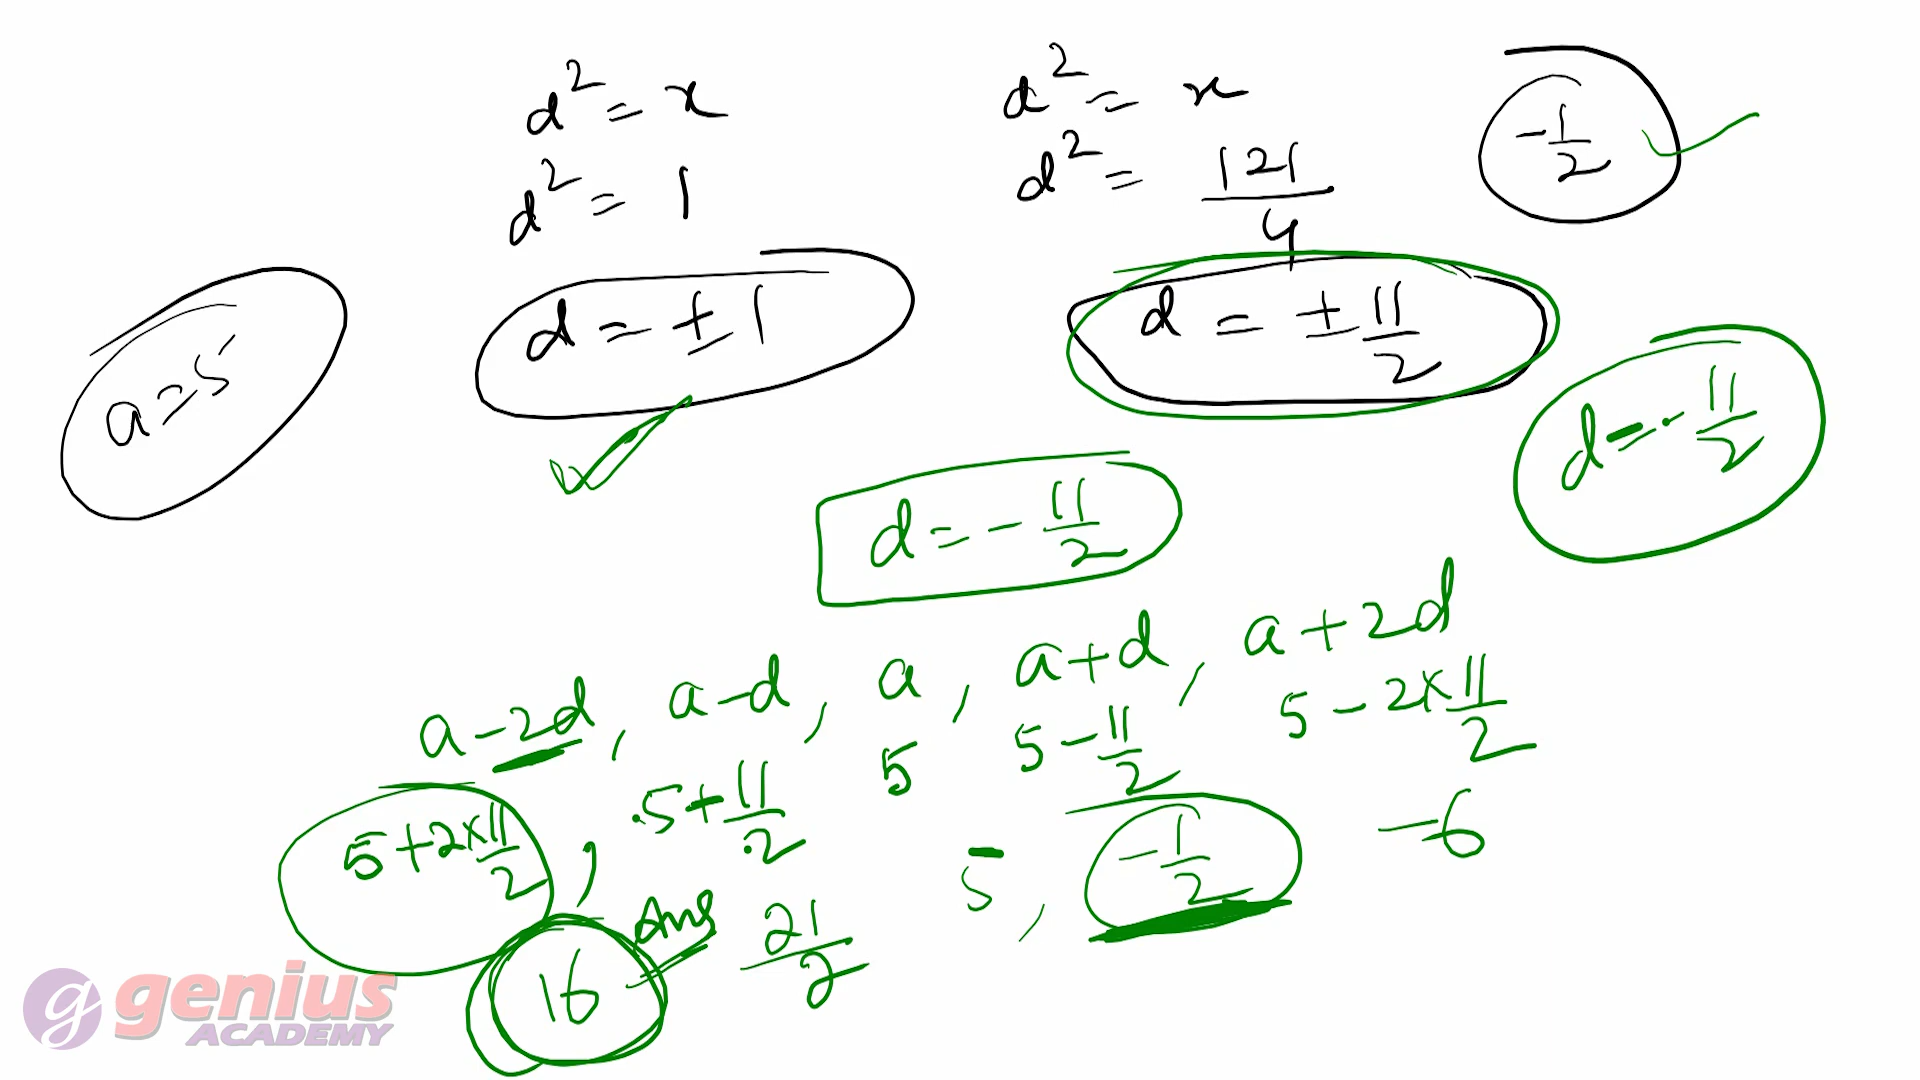 d² = x
d² = x
-1/2
d² = 1
d² = 121/4
a = 5
d = ± 1
d = ± 11/2
d = - 11/2
d = - 11/2
a - 2d , a - d , a , a + d , a + 2d
5 + 2 × 11/2 , 5 + 11/2 5 5 - 11/2 5 - 2 × 11/2
16 Ans 21/2 5 , -1/2 -6
genius
ACADEMY